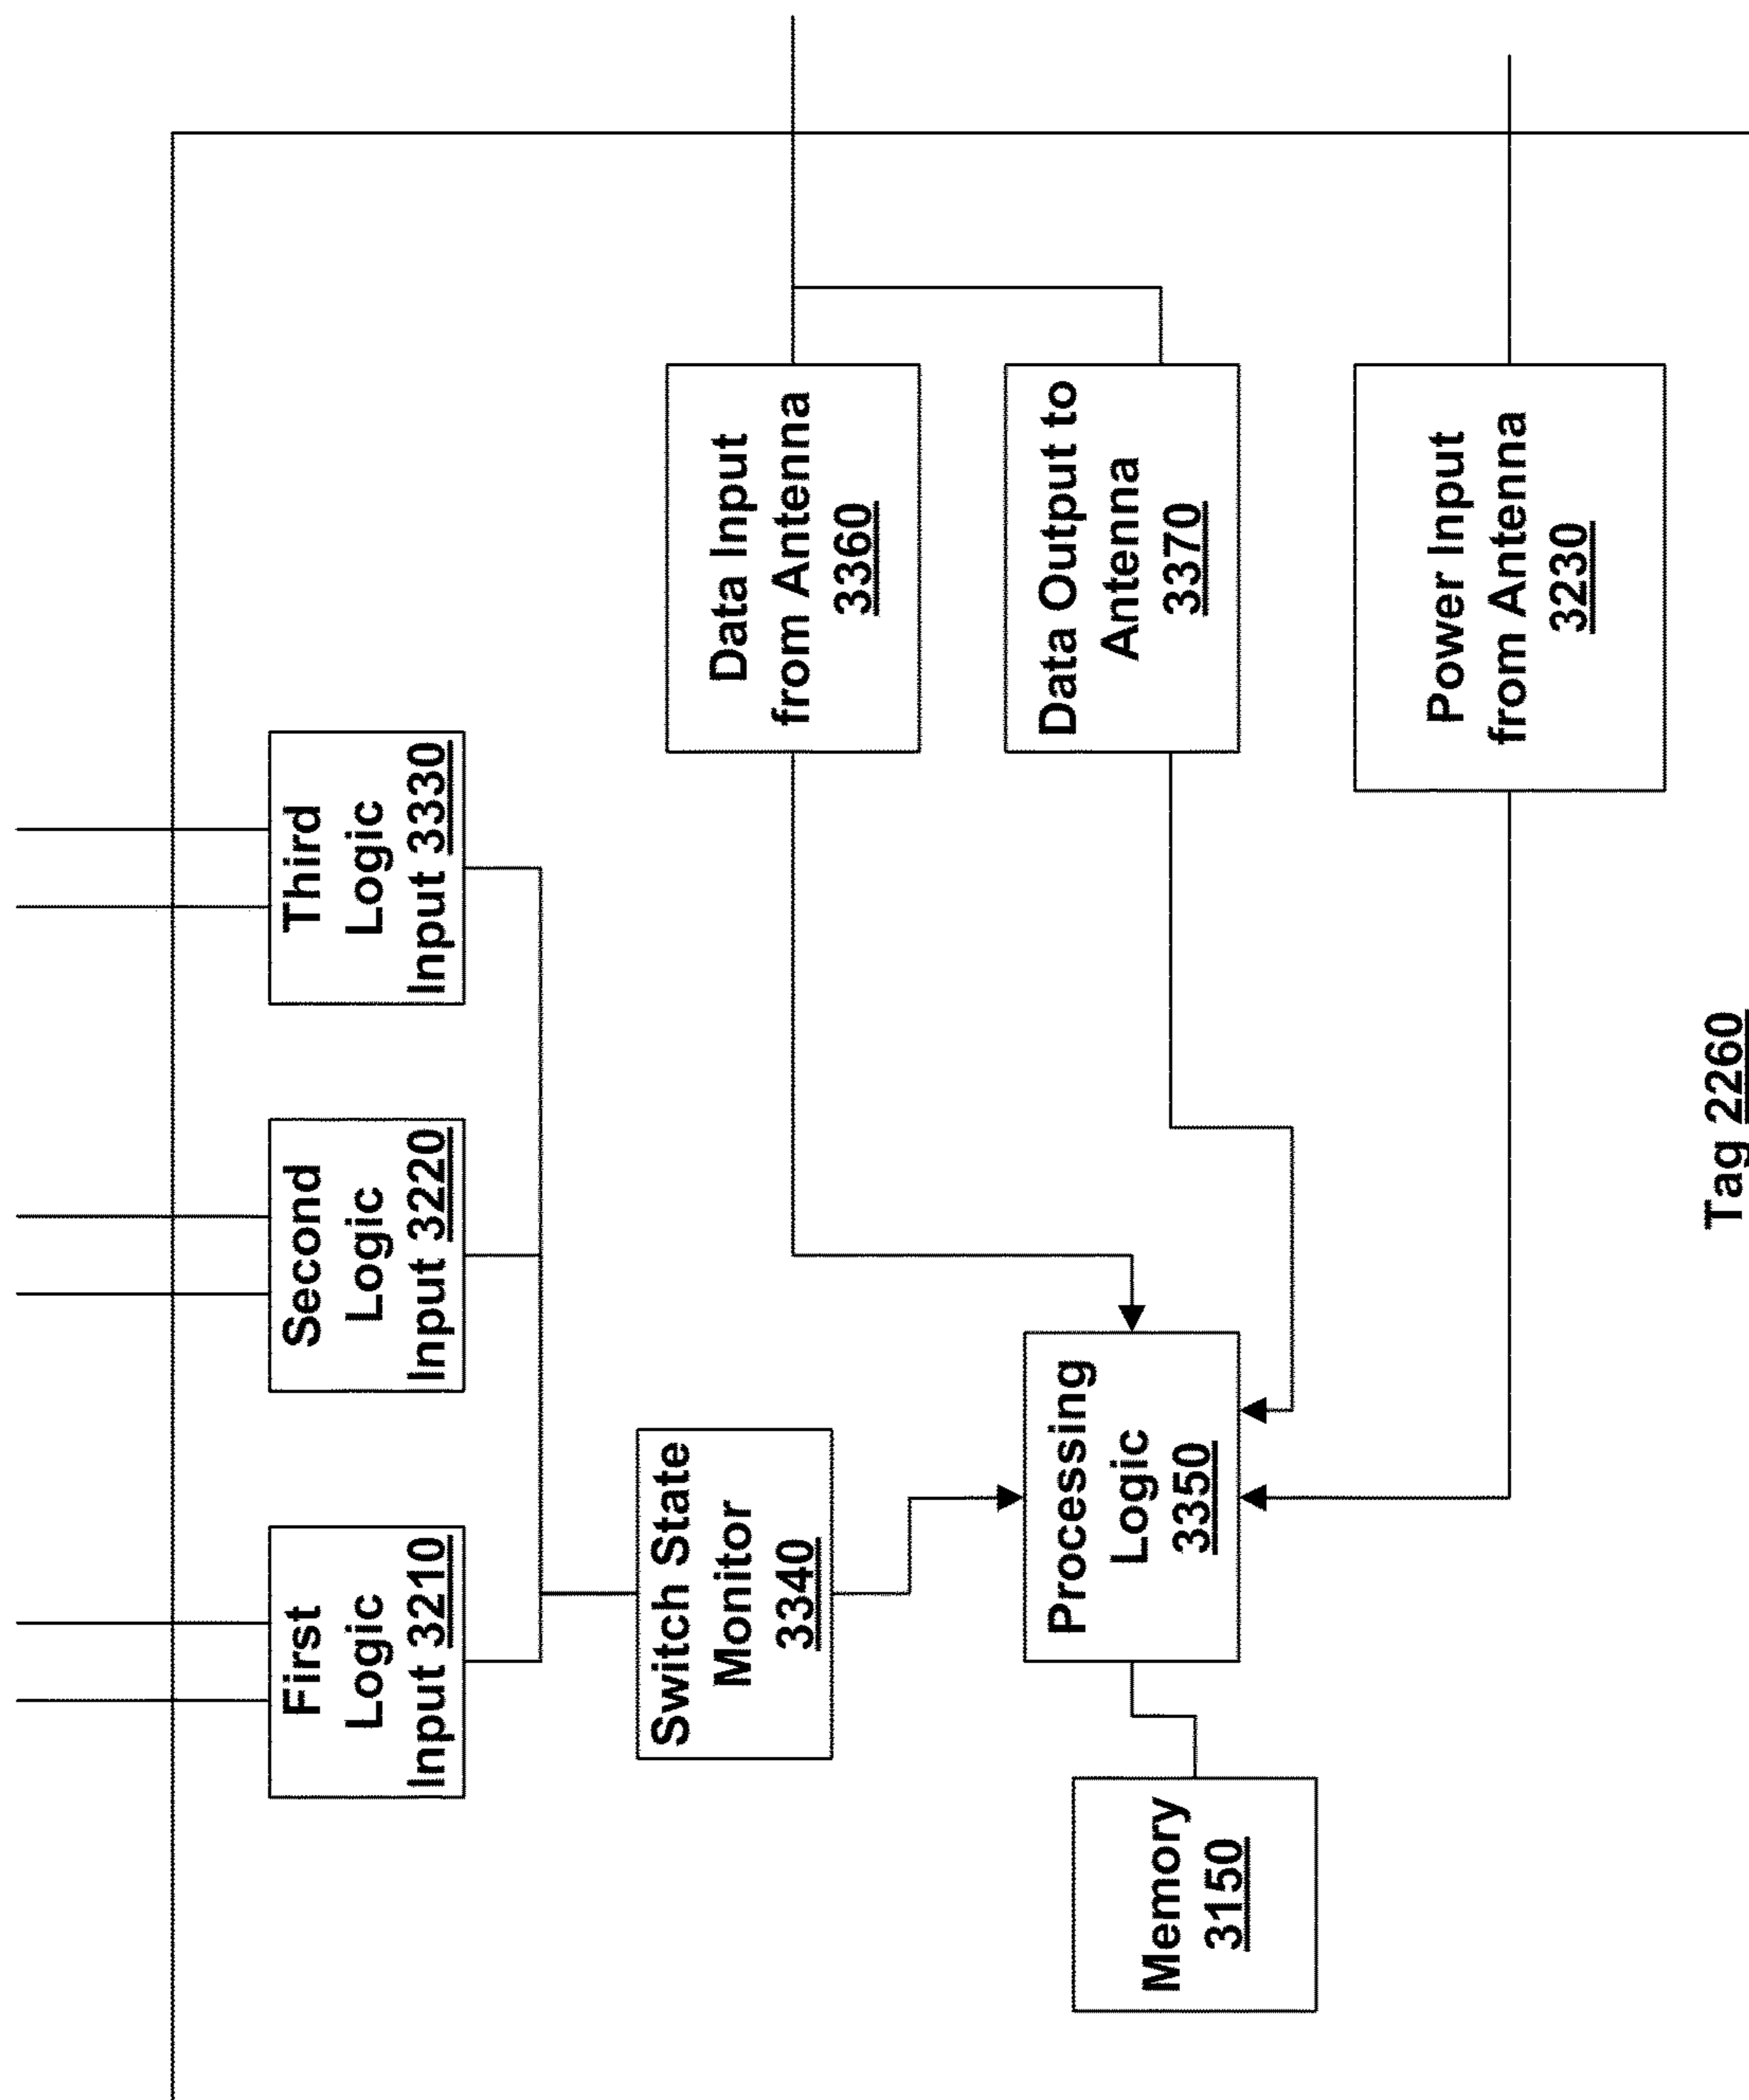 First
Logic
Input 3210
Second
Logic
Input 3220
Third
Logic
Input 3330
Switch State
Monitor
3340
Data Input
from Antenna
3360
Memory
3150
Processing
Logic
3350
Data Output to
Antenna
3370
Power Input
from Antenna
3230
Tag 2260